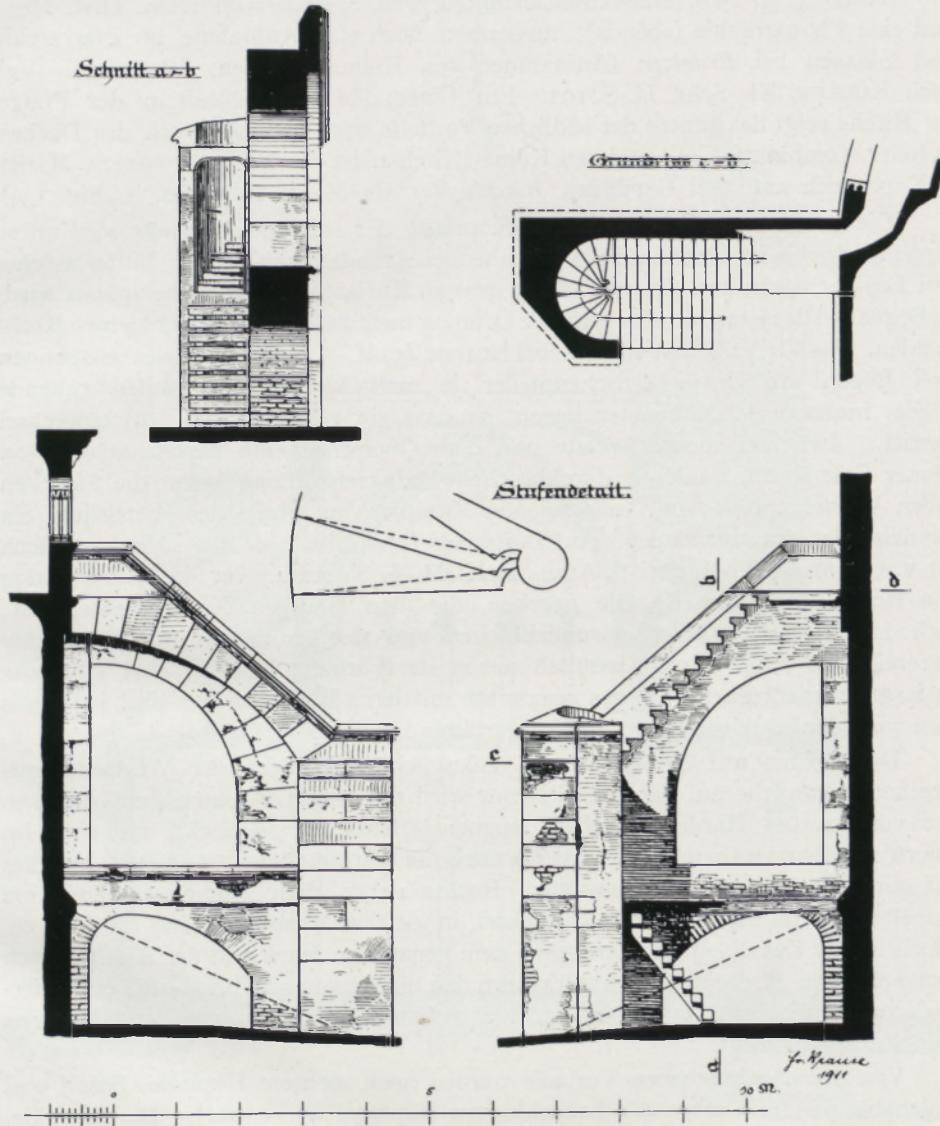 Schnitt a-b
Grundriss c-d
Stufendetail.
b
d
c
a
Fr. Krause
1911
0
5
10 M.